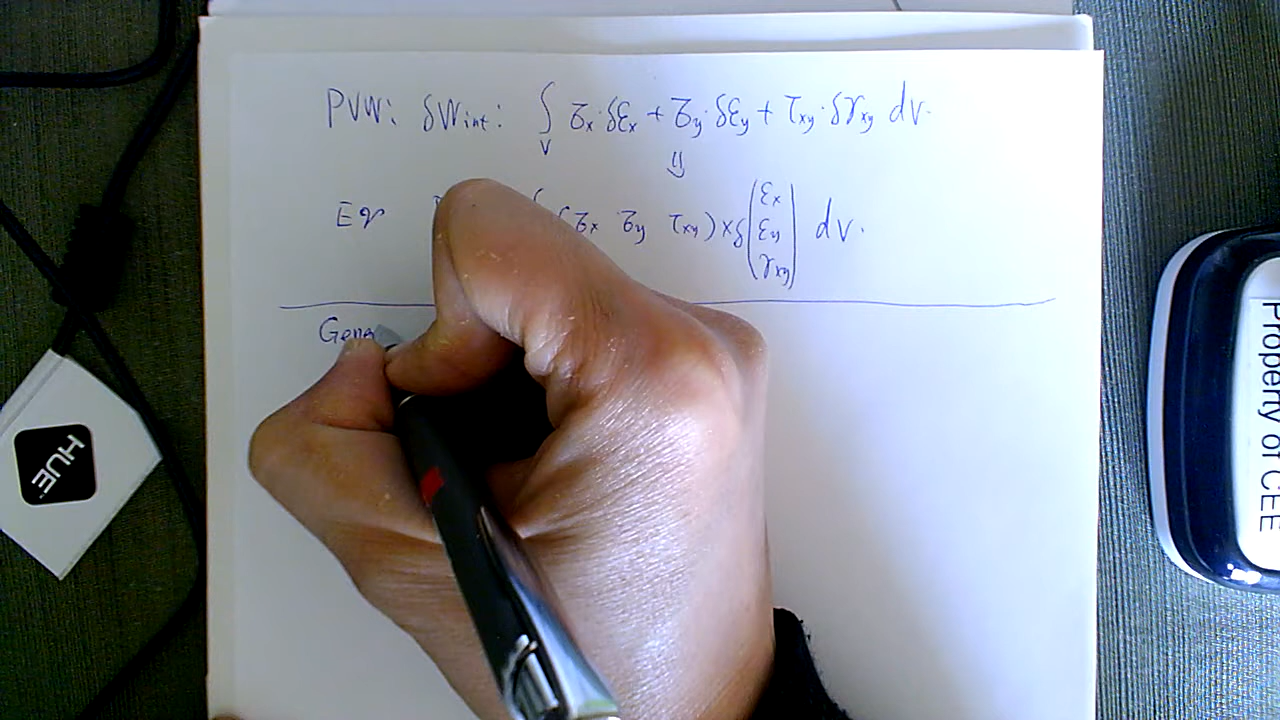 PVW: δWint: ∫V σx·δεx + σy·δεy + τxy·δγxy dv.
⇓
Eq ∫ (σx σy τxy) × δ(εx εy γxy) dv.
Gene
HUE
Property of CEE